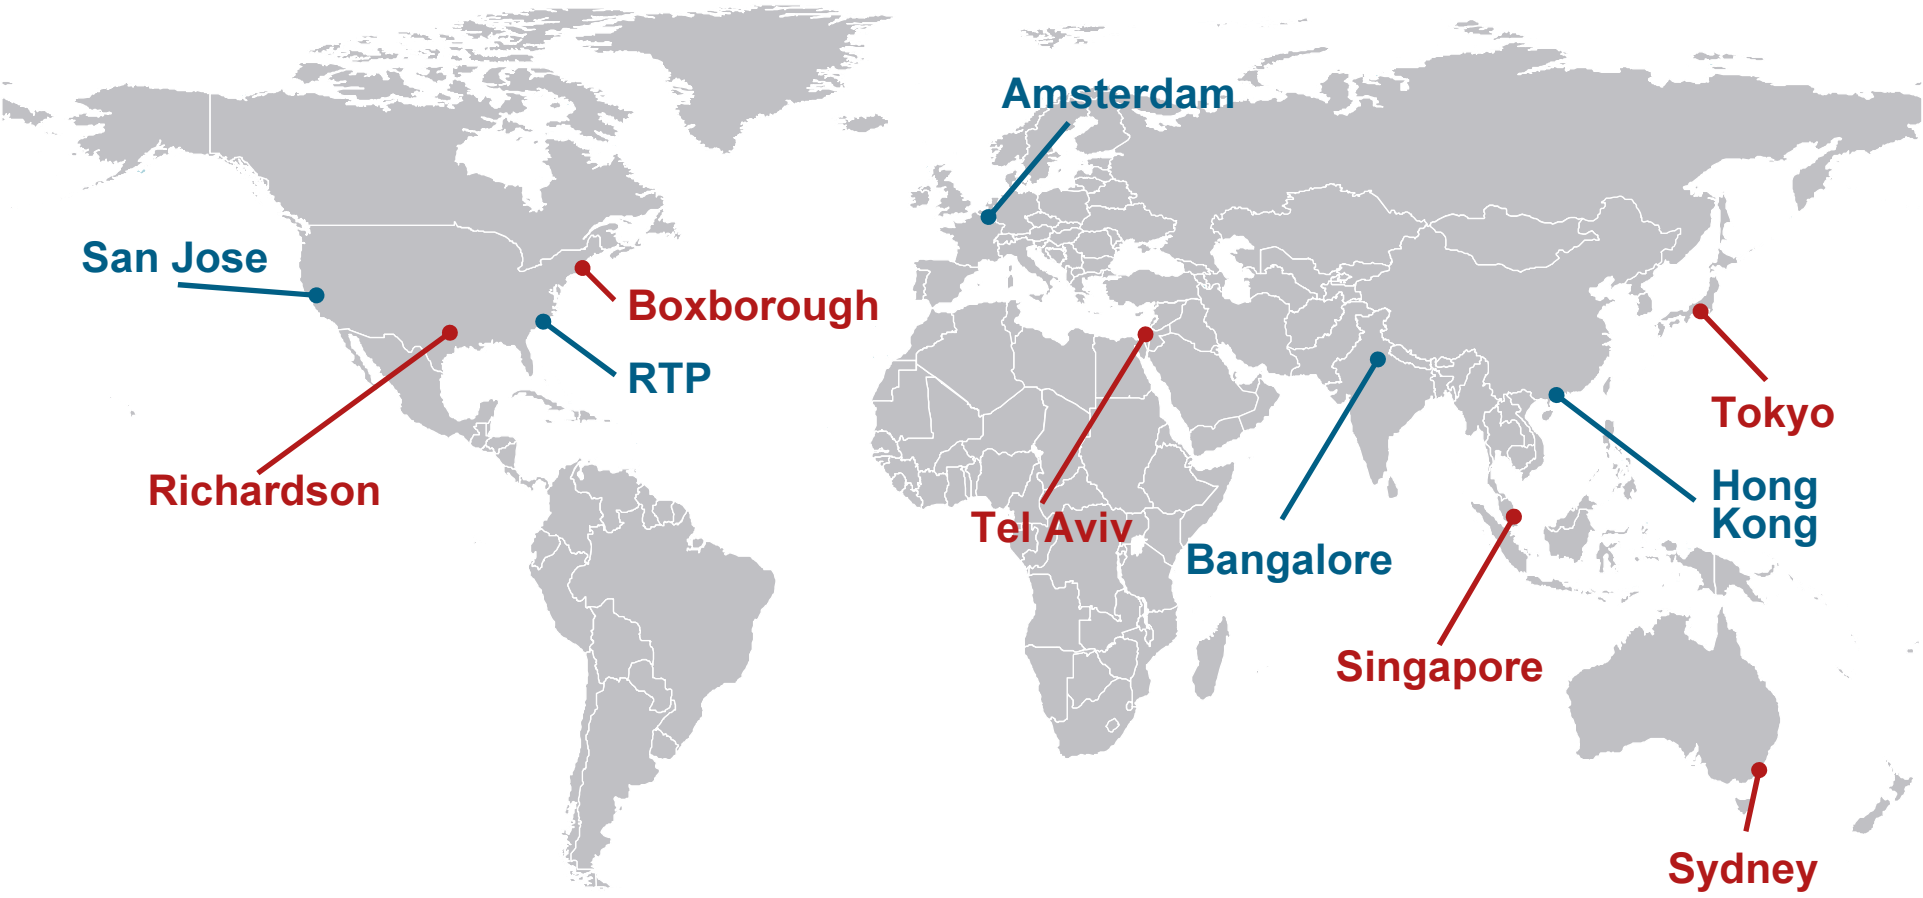 Amsterdam
San Jose
Boxborough
RTP
Richardson
Tel Aviv
Bangalore
Tokyo
Hong
Kong
Singapore
Sydney